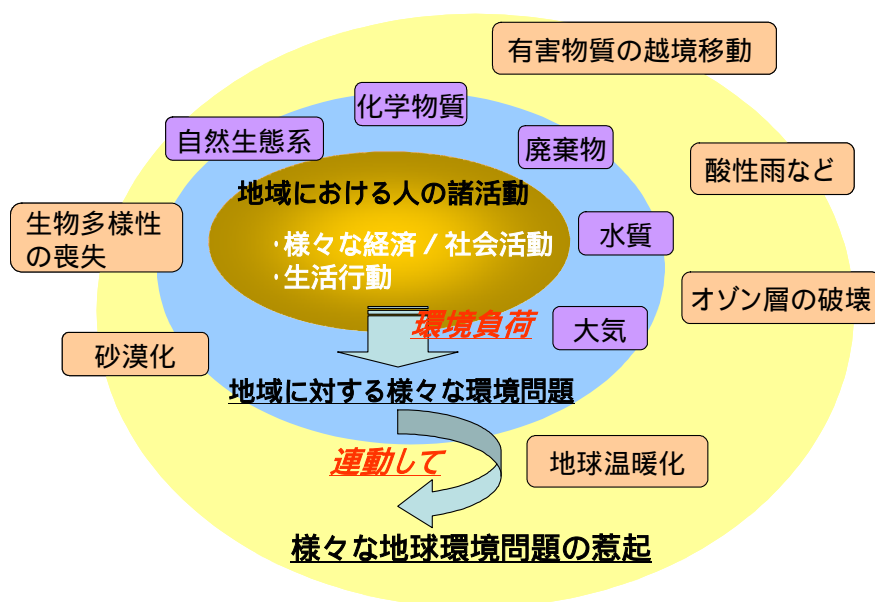 有害物質の越境移動
化学物質
自然生態系
廃棄物
酸性雨など
地域における人の諸活動
生物多様性
の喪失
水質
・様々な経済/社会活動
・生活行動
オゾン層の破壊
環境負荷
大気
砂漠化
地域に対する様々な環境問題
連動して
地球温暖化
様々な地球環境問題の惹起